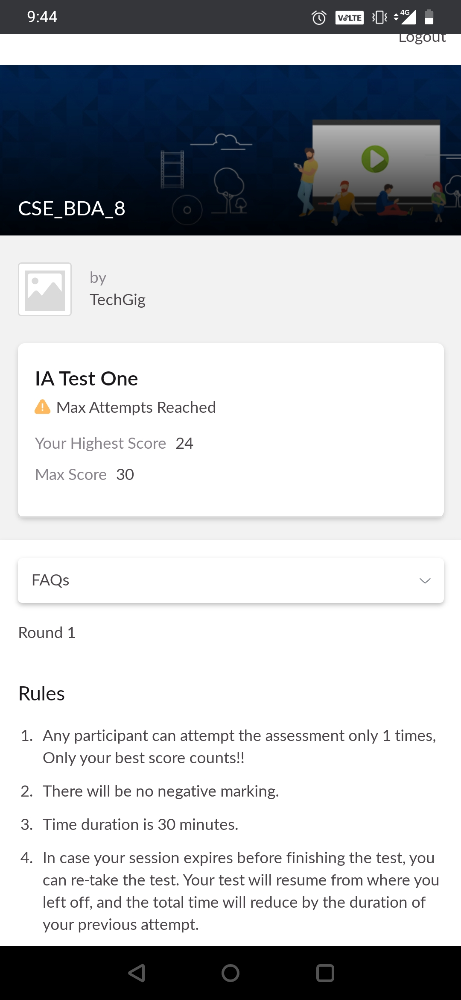 9:44
VoLTE
4G
Logout
CSE_BDA_8
by
TechGig
IA Test One
Max Attempts Reached
Your Highest Score 24
Max Score 30
FAQs
Round 1
Rules
1. Any participant can attempt the assessment only 1 times,
Only your best score counts!!
2. There will be no negative marking.
3. Time duration is 30 minutes.
4. In case your session expires before finishing the test, you
can re-take the test. Your test will resume from where you
left off, and the total time will reduce by the duration of
your previous attempt.